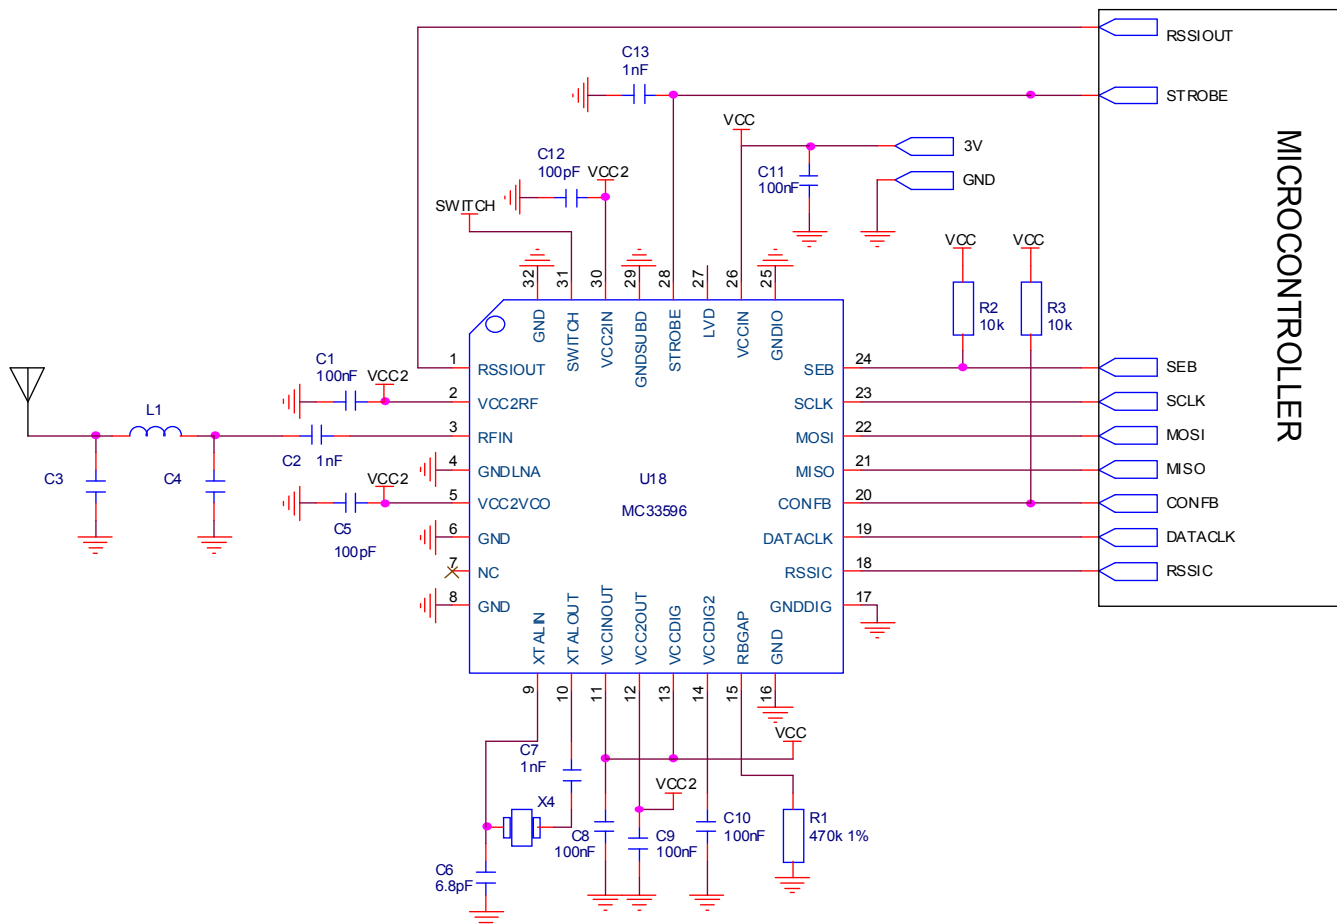 RSSIOUT
C13
1nF
STROBE
VCC
3V
C12
100pF
VCC2
C11
100nF
GND
SWITCH
VCC
VCC
MICROCONTROLLER
32
31
30
29
28
27
26
25
GND
SWITCH
VCC2IN
GNDSUBD
STROBE
LVD
VCCIN
GNDIO
R2
10k
R3
10k
C1
100nF
VCC2
1
RSSIOUT
SEB
24
SEB
2
VCC2RF
SCLK
23
SCLK
L1
3
RFIN
MOSI
22
MOSI
C2
1nF
4
GNDLNA
MISO
21
MISO
C3
C4
VCC2
U18
5
VCC2VCO
MC33596
CONFB
20
CONFB
C5
100pF
6
GND
DATACLK
19
DATACLK
7
NC
RSSIC
18
RSSIC
8
GND
GNDDIG
17
XTALIN
XTALOUT
VCCINOUT
VCC2OUT
VCCDIG
VCCDIG2
RBGAP
GND
9
10
11
12
13
14
15
16
VCC
C7
1nF
VCC2
X4
C8
100nF
C9
100nF
C10
100nF
R1
470k 1%
C6
6.8pF